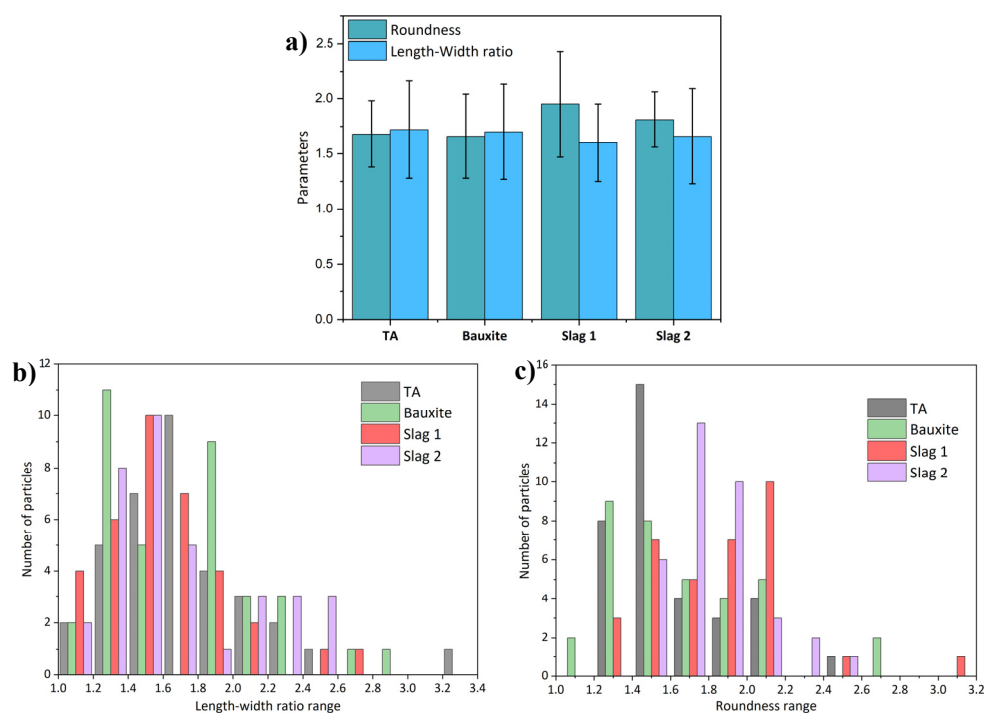 a)
Roundness
Length-Width ratio
2.5
2.0
1.5
1.0
0.5
0.0
Parameters
TA Bauxite Slag 1 Slag 2
b)
12
10
8
6
4
2
0
Number of particles
TA
Bauxite
Slag 1
Slag 2
1.0 1.2 1.4 1.6 1.8 2.0 2.2 2.4 2.6 2.8 3.0 3.2 3.4
Length-width ratio range
c)
16
14
12
10
8
6
4
2
0
Number of particles
TA
Bauxite
Slag 1
Slag 2
1.0 1.2 1.4 1.6 1.8 2.0 2.2 2.4 2.6 2.8 3.0 3.2
Roundness range